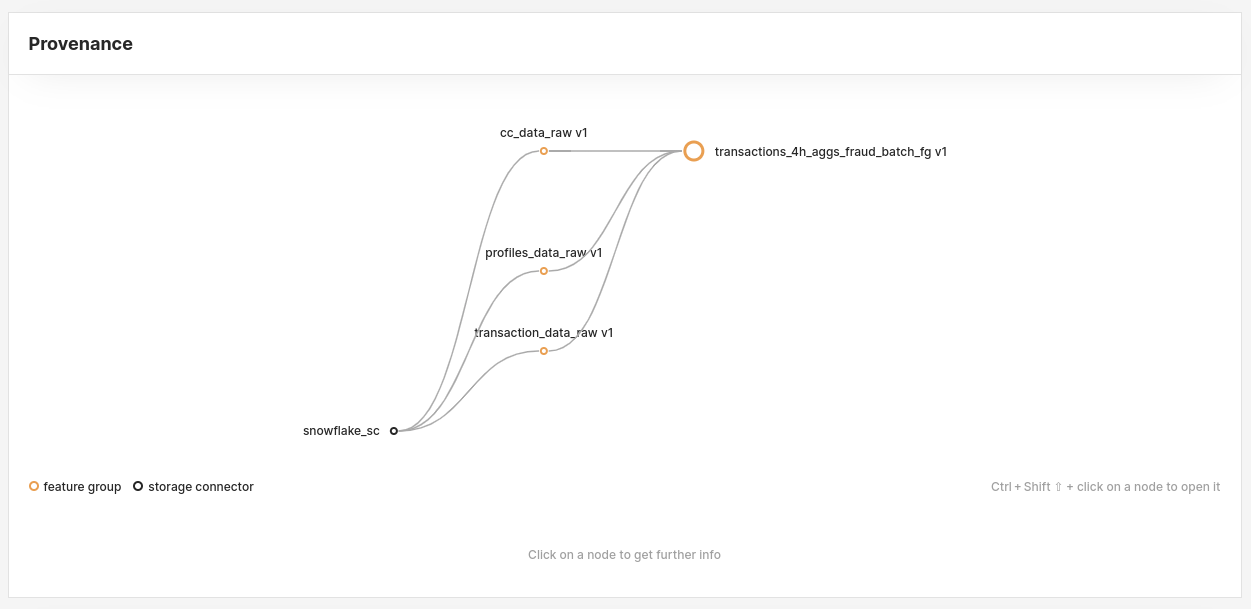 Provenance
cc_data_raw v1
transactions_4h_aggs_fraud_batch_fg v1
profiles_data_raw v1
transaction_data_raw v1
snowflake_sc
feature group
storage connector
Ctrl + Shift ⇧ + click on a node to open it
Click on a node to get further info